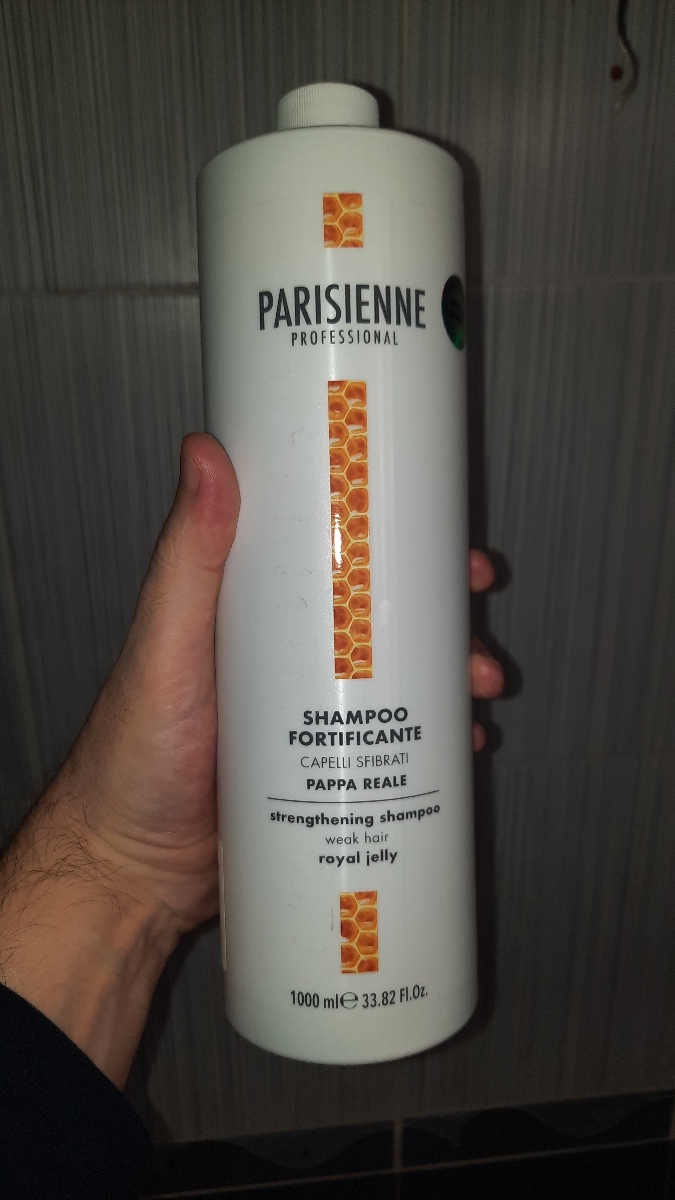 PARISIENNE
PROFESSIONAL
SHAMPOO
FORTIFICANTE
CAPELLI SFIBRATI
PAPPA REALE
strengthening shampoo
weak hair
royal jelly
1000 ml℮ 33.82 Fl.Oz.